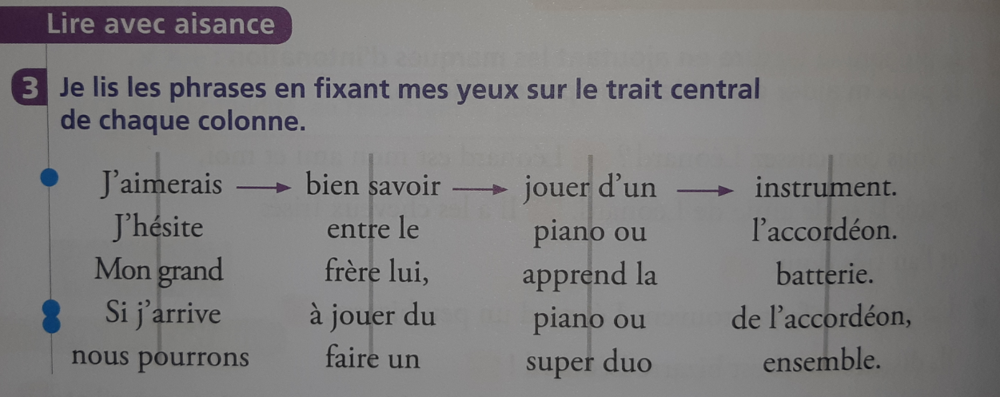 Lire avec aisance
3 Je lis les phrases en fixant mes yeux sur le trait central
de chaque colonne.
J'aimerais bien savoir jouer d'un instrument.
J'hésite entre le piano ou l'accordéon.
Mon grand frère lui, apprend la batterie.
Si j'arrive à jouer du piano ou de l'accordéon,
nous pourrons faire un super duo ensemble.